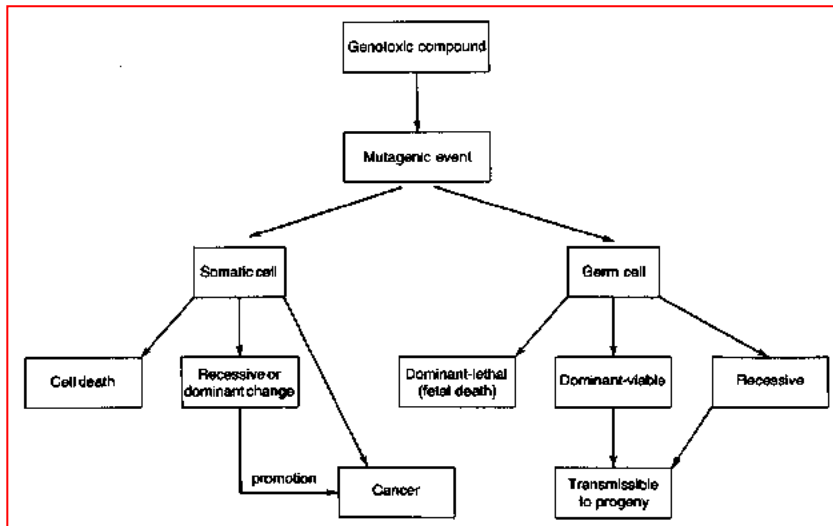 Genotoxic compound
Mutagenic event
Somatic cell
Germ cell
Cell death
Recessive or
dominant change
Dominant-lethal
(fetal death)
Dominant-viable
Recessive
promotion
Cancer
Transmissible
to progeny